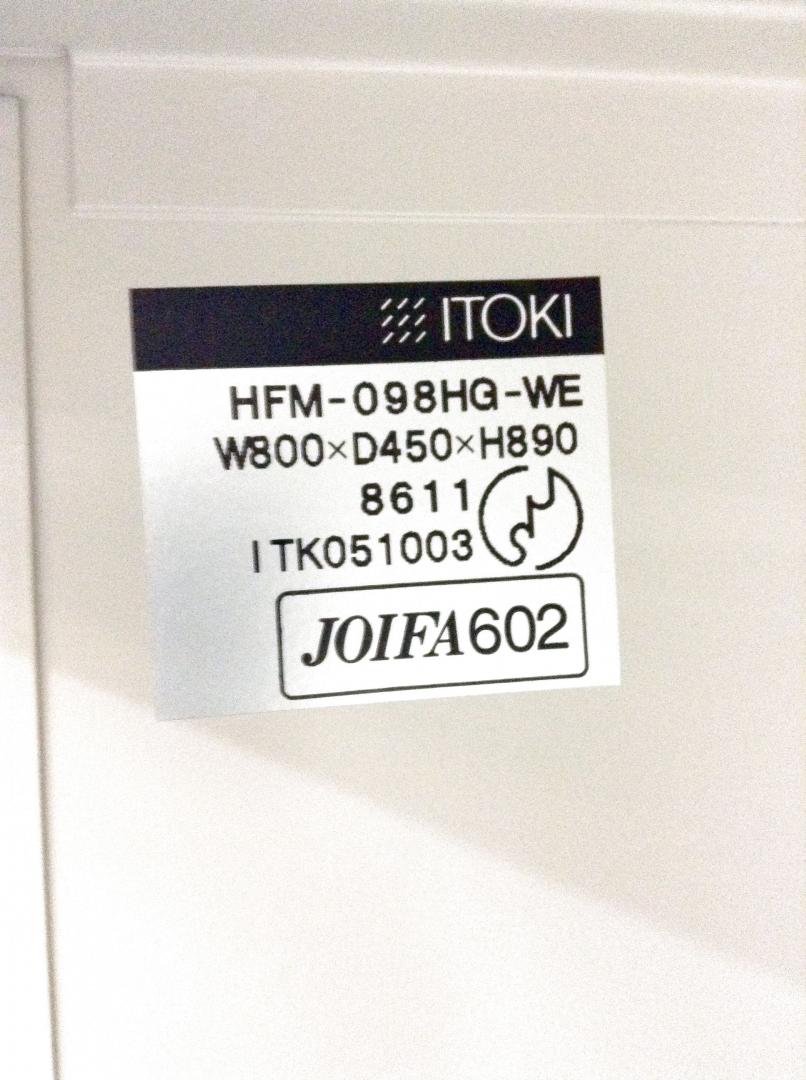 ITOKI
HFM-098HG-WE
W800×D450×H890
8611
ITK051003
JOIFA602